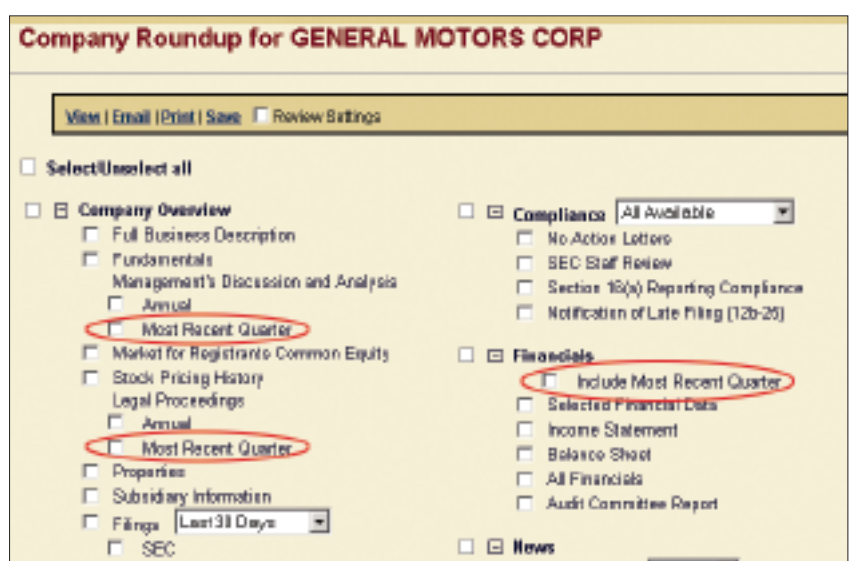 Company Roundup for GENERAL MOTORS CORP
View | Email | Print | Save Review Settings
Select/Unselect all
Company Overview
Full Business Description
Fundamentals
Management's Discussion and Analysis
Annual
Most Recent Quarter
Market for Registrants Common Equity
Stock Pricing History
Legal Proceedings
Annual
Most Recent Quarter
Properties
Subsidiary Information
Filings Last 30 Days
SEC
Compliance All Available
No Action Letters
SEC Staff Review
Section 16(a) Reporting Compliance
Notification of Late Filing (12b-25)
Financials
Include Most Recent Quarter
Selected Financial Data
Income Statement
Balance Sheet
All Financials
Audit Committee Report
News